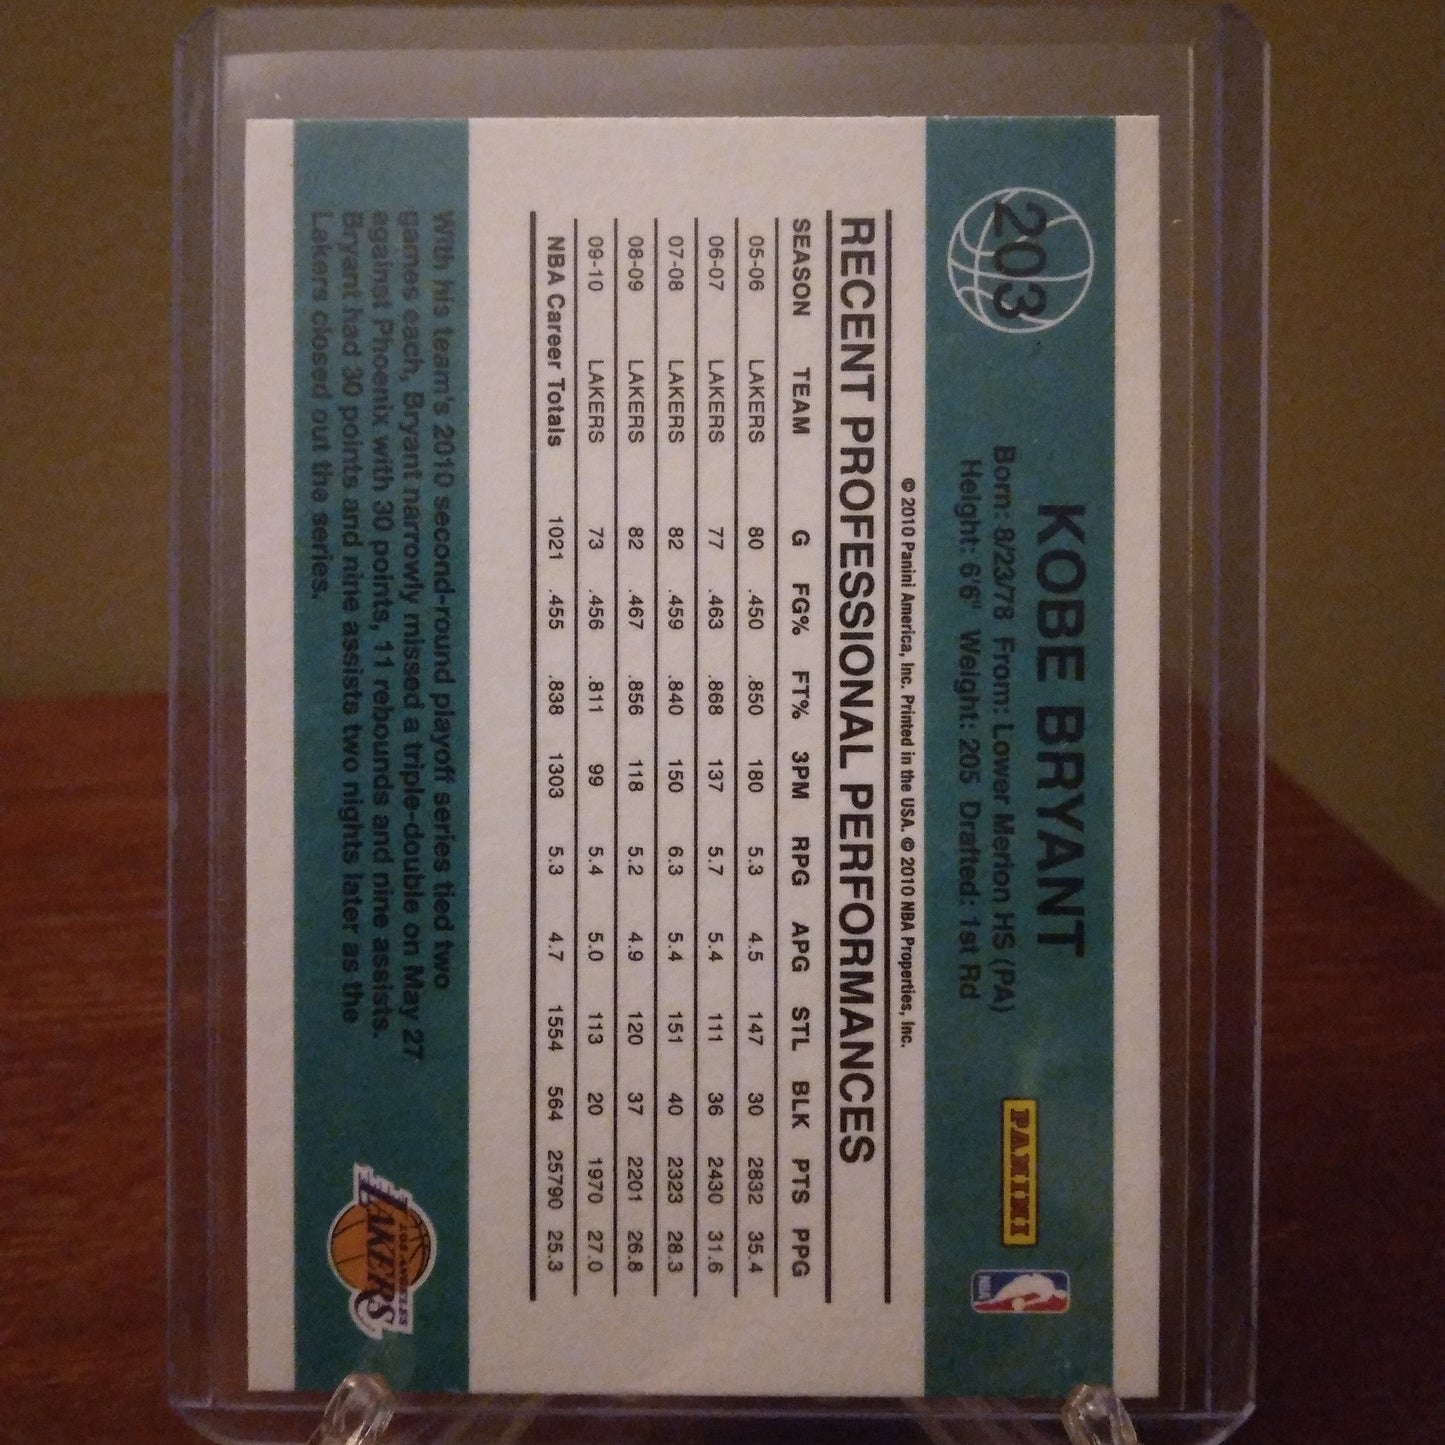 203
KOBE BRYANT
Born: 8/23/78 From: Lower Merion HS (PA)
Height: 6'6" Weight: 205 Drafted: 1st Rd
PANINI
NBA
© 2010 Panini America, Inc. Printed in the USA. © 2010 NBA Properties, Inc.
RECENT PROFESSIONAL PERFORMANCES
SEASON TEAM G FG% FT% 3PM RPG APG STL BLK PTS PPG
05-06 LAKERS 80 .450 .850 180 5.3 4.5 147 30 2832 35.4
06-07 LAKERS 77 .463 .868 137 5.7 5.4 111 36 2430 31.6
07-08 LAKERS 82 .459 .840 150 6.3 5.4 151 40 2323 28.3
08-09 LAKERS 82 .467 .856 118 5.2 4.9 120 37 2201 26.8
09-10 LAKERS 73 .456 .811 99 5.4 5.0 113 20 1970 27.0
NBA Career Totals 1021 .455 .838 1303 5.3 4.7 1554 564 25790 25.3
With his team's 2010 second-round playoff series tied two
games each, Bryant narrowly missed a triple-double on May 27
against Phoenix with 30 points, 11 rebounds and nine assists.
Bryant had 30 points and nine assists two nights later as the
Lakers closed out the series.
LOS ANGELES
LAKERS